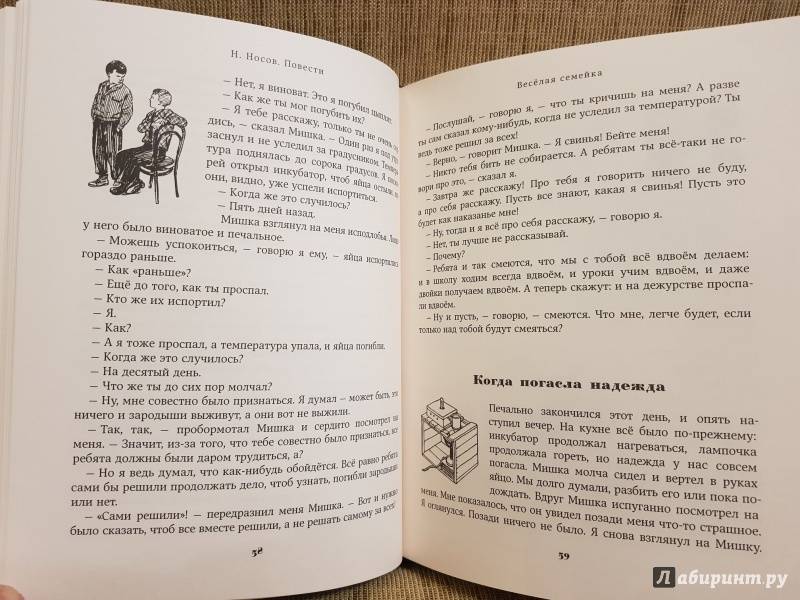 Н. Носов. Повести
– Нет, я виноват. Это я погубил цыплят.
– Как же ты мог погубить их?
– Я тебе расскажу, только ты не очень
дись, – сказал Мишка. – Один раз я под утро
заснул и не уследил за градусником. Темпера
тура поднялась до сорока градусов. Я поско
рей открыл инкубатор, чтоб яйца остыли, но
они, видно, уже успели испортиться.
– Когда же это случилось?
– Пять дней назад.
Мишка взглянул на меня исподлобья. Лицо
у него было виноватое и печальное.
– Можешь успокоиться, – говорю я ему, – яйца испортились
гораздо раньше.
– Как «раньше»?
– Ещё до того, как ты проспал.
– Кто же их испортил?
– Я.
– Как?
– А я тоже проспал, а температура упала, и яйца погибли.
– Когда же это случилось?
– На десятый день.
– Что же ты до сих пор молчал?
– Ну, мне совестно было признаться. Я думал – может быть, это
ничего и зародыши выживут, а они вот не выжили.
– Так, так, – пробормотал Мишка и сердито посмотрел на
меня. – Значит, из-за того, что тебе совестно было признаться, все
ребята должны были даром трудиться, а?
– Но я ведь думал, что как-нибудь обойдётся. Всё равно ребята
сами бы решили продолжать дело, чтоб узнать, погибли зародыши
или нет.
– «Сами решили»! – передразнил меня Мишка. – Вот и нужно
было сказать, чтоб все вместе решили, а не решать самому за всех!
58
Весёлая семейка
– Послушай, – говорю я, – что ты кричишь на меня? А разве
ты сам сказал кому-нибудь, когда не уследил за температурой? Ты
ведь тоже решил за всех!
– Верно, – говорит Мишка. – Я свинья! Бейте меня!
– Никто тебя бить не собирается. А ребятам ты всё-таки не го-
вори про это, – сказал я.
– Завтра же расскажу! Про тебя я говорить ничего не буду,
а про себя расскажу. Пусть все знают, какая я свинья! Пусть это
будет как наказанье мне!
– Ну, тогда и я всё про себя расскажу, – говорю я.
– Нет, ты лучше не рассказывай.
– Почему?
– Ребята и так смеются, что мы с тобой всё вдвоём делаем:
и в школу ходим всегда вдвоём, и уроки учим вдвоём, и даже
двойки получаем вдвоём. А теперь скажут: и на дежурстве проспа-
ли вдвоём.
– Ну и пусть, – говорю, – смеются. Что мне, легче будет, если
только над тобой будут смеяться?
Когда погасла надежда
Печально закончился этот день, и опять на-
ступил вечер. На кухне всё было по-прежнему:
инкубатор продолжал нагреваться, лампочка
продолжала гореть, но надежда у нас совсем
погасла. Мишка молча сидел и вертел в руках
яйцо. Мы долго думали, разбить его или пока по-
дождать. Вдруг Мишка испуганно посмотрел на
меня. Мне показалось, что он увидел позади меня что-то страшное.
Я оглянулся. Позади ничего не было. Я снова взглянул на Мишку.
59
Лабиринт.ру